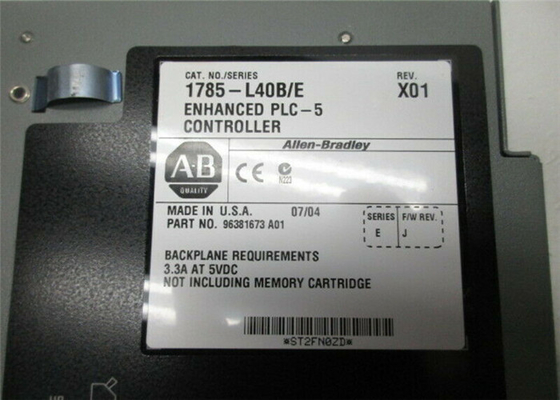 CAT. NO./SERIES
REV.
1785-L40B/E
X01
ENHANCED PLC-5
CONTROLLER
Allen-Bradley
A-B
QUALITY
CE
N223
MADE IN U.S.A. 07/04
PART NO. 96381673 A01
SERIES F/W REV.
E J
BACKPLANE REQUIREMENTS
3.3A AT 5VDC
NOT INCLUDING MEMORY CARTRIDGE
*ST2FN0ZD*